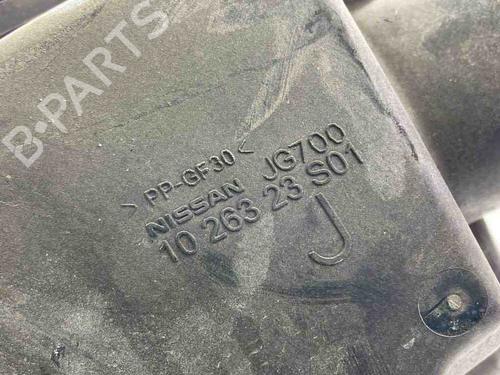 B-PARTS
>PP-GF30<
NISSAN JG700
10 263 23 S01
J